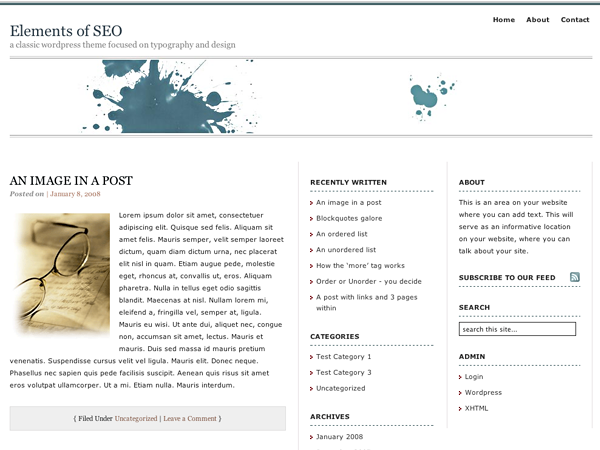 Home About Contact
Elements of SEO
a classic wordpress theme focused on typography and design
AN IMAGE IN A POST
Posted on | January 8, 2008
Lorem ipsum dolor sit amet, consectetuer
adipiscing elit. Quisque sed felis. Aliquam sit
amet felis. Mauris semper, velit semper laoreet
dictum, quam diam dictum urna, nec placerat
elit nisl in quam. Etiam augue pede, molestie
eget, rhoncus at, convallis ut, eros. Aliquam
pharetra. Nulla in tellus eget odio sagittis
blandit. Maecenas at nisl. Nullam lorem mi,
eleifend a, fringilla vel, semper at, ligula.
Mauris eu wisi. Ut ante dui, aliquet nec, congue
non, accumsan sit amet, lectus. Mauris et
mauris. Duis sed massa id mauris pretium
venenatis. Suspendisse cursus velit vel ligula. Mauris elit. Donec neque.
Phasellus nec sapien quis pede facilisis suscipit. Aenean quis risus sit amet
eros volutpat ullamcorper. Ut a mi. Etiam nulla. Mauris interdum.
{ Filed Under Uncategorized | Leave a Comment }
RECENTLY WRITTEN
An image in a post
Blockquotes galore
An ordered list
An unordered list
How the 'more' tag works
Order or Unorder - you decide
A post with links and 3 pages
within
CATEGORIES
Test Category 1
Test Category 3
Uncategorized
ARCHIVES
January 2008
ABOUT
This is an area on your website
where you can add text. This will
serve as an informative location
on your website, where you can
talk about your site.
SUBSCRIBE TO OUR FEED
SEARCH
search this site...
ADMIN
Login
Wordpress
XHTML